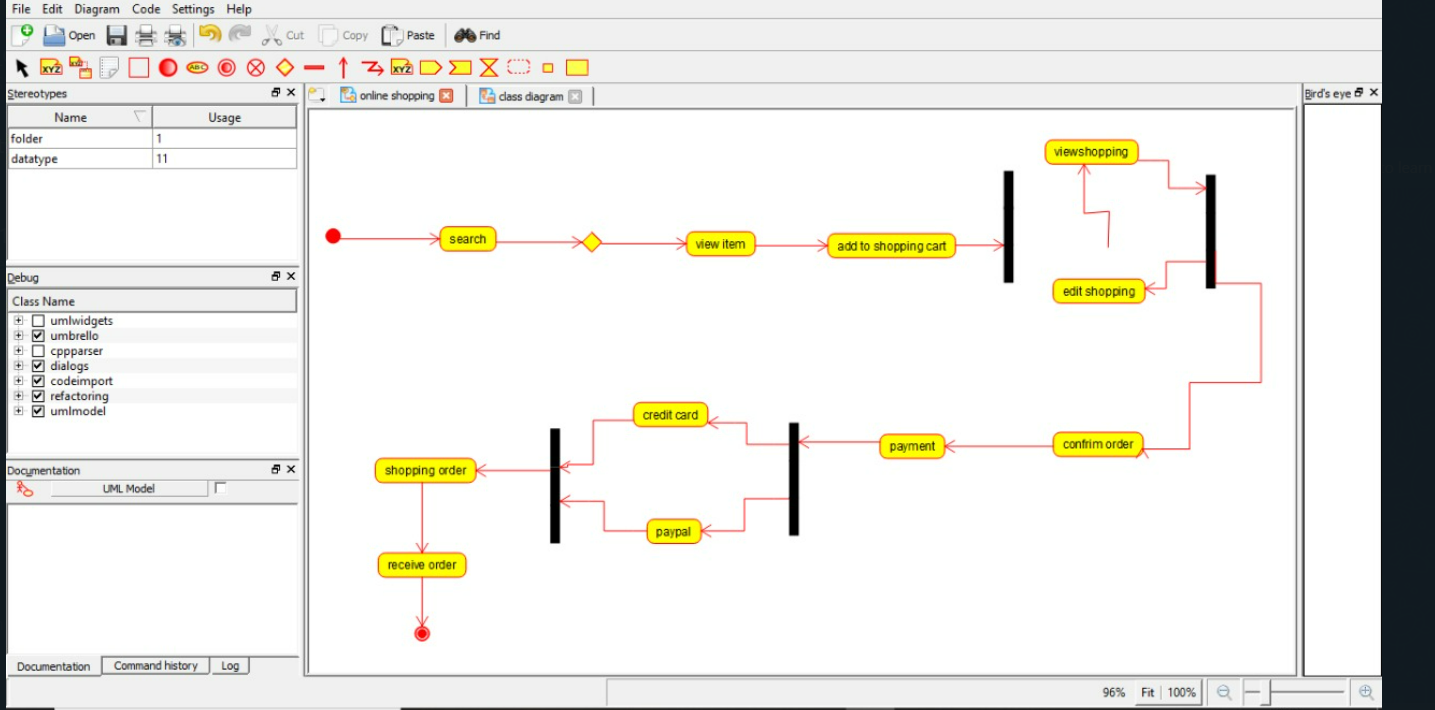 File Edit Diagram Code Settings Help
Open Cut Copy Paste Find
XYZ ABC XYZ
Stereotypes
Name Usage
folder 1
datatype 11
Debug
Class Name
umlwidgets
umbrello
cppparser
dialogs
codeimport
refactoring
umlmodel
Documentation
UML Model
Documentation Command history Log
online shopping class diagram
viewshopping
search
view item
add to shopping cart
edit shopping
credit card
payment
confrim order
shopping order
paypal
receive order
Bird's eye
96% Fit 100%